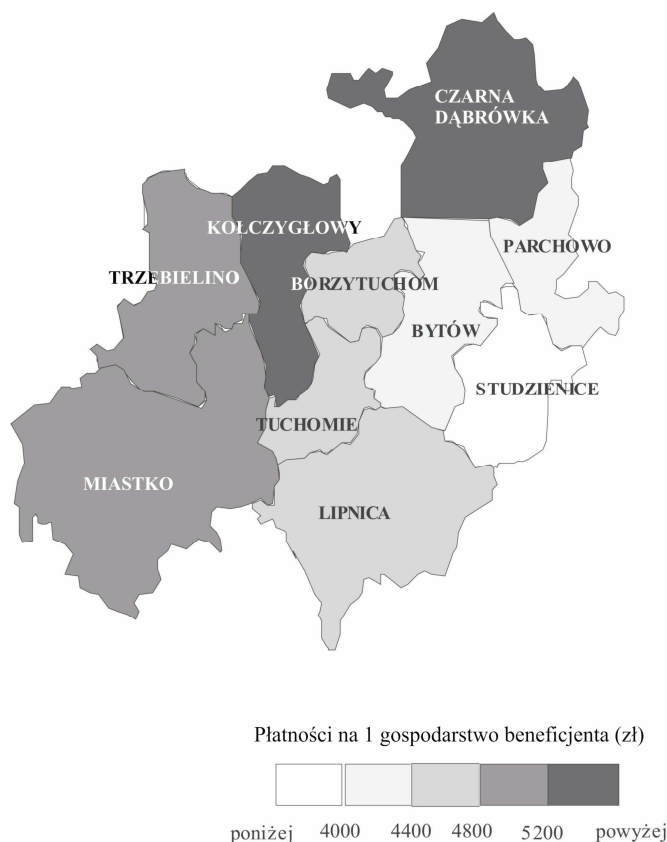 CZARNA
DĄBRÓWKA
KOŁCZYGŁOWY
PARCHOWO
TRZEBIELINO
BORZYTUCHOM
BYTÓW
STUDZIENICE
TUCHOMIE
MIASTKO
LIPNICA
Płatności na 1 gospodarstwo beneficjenta (zł)
poniżej 4000 4400 4800 5200 powyżej